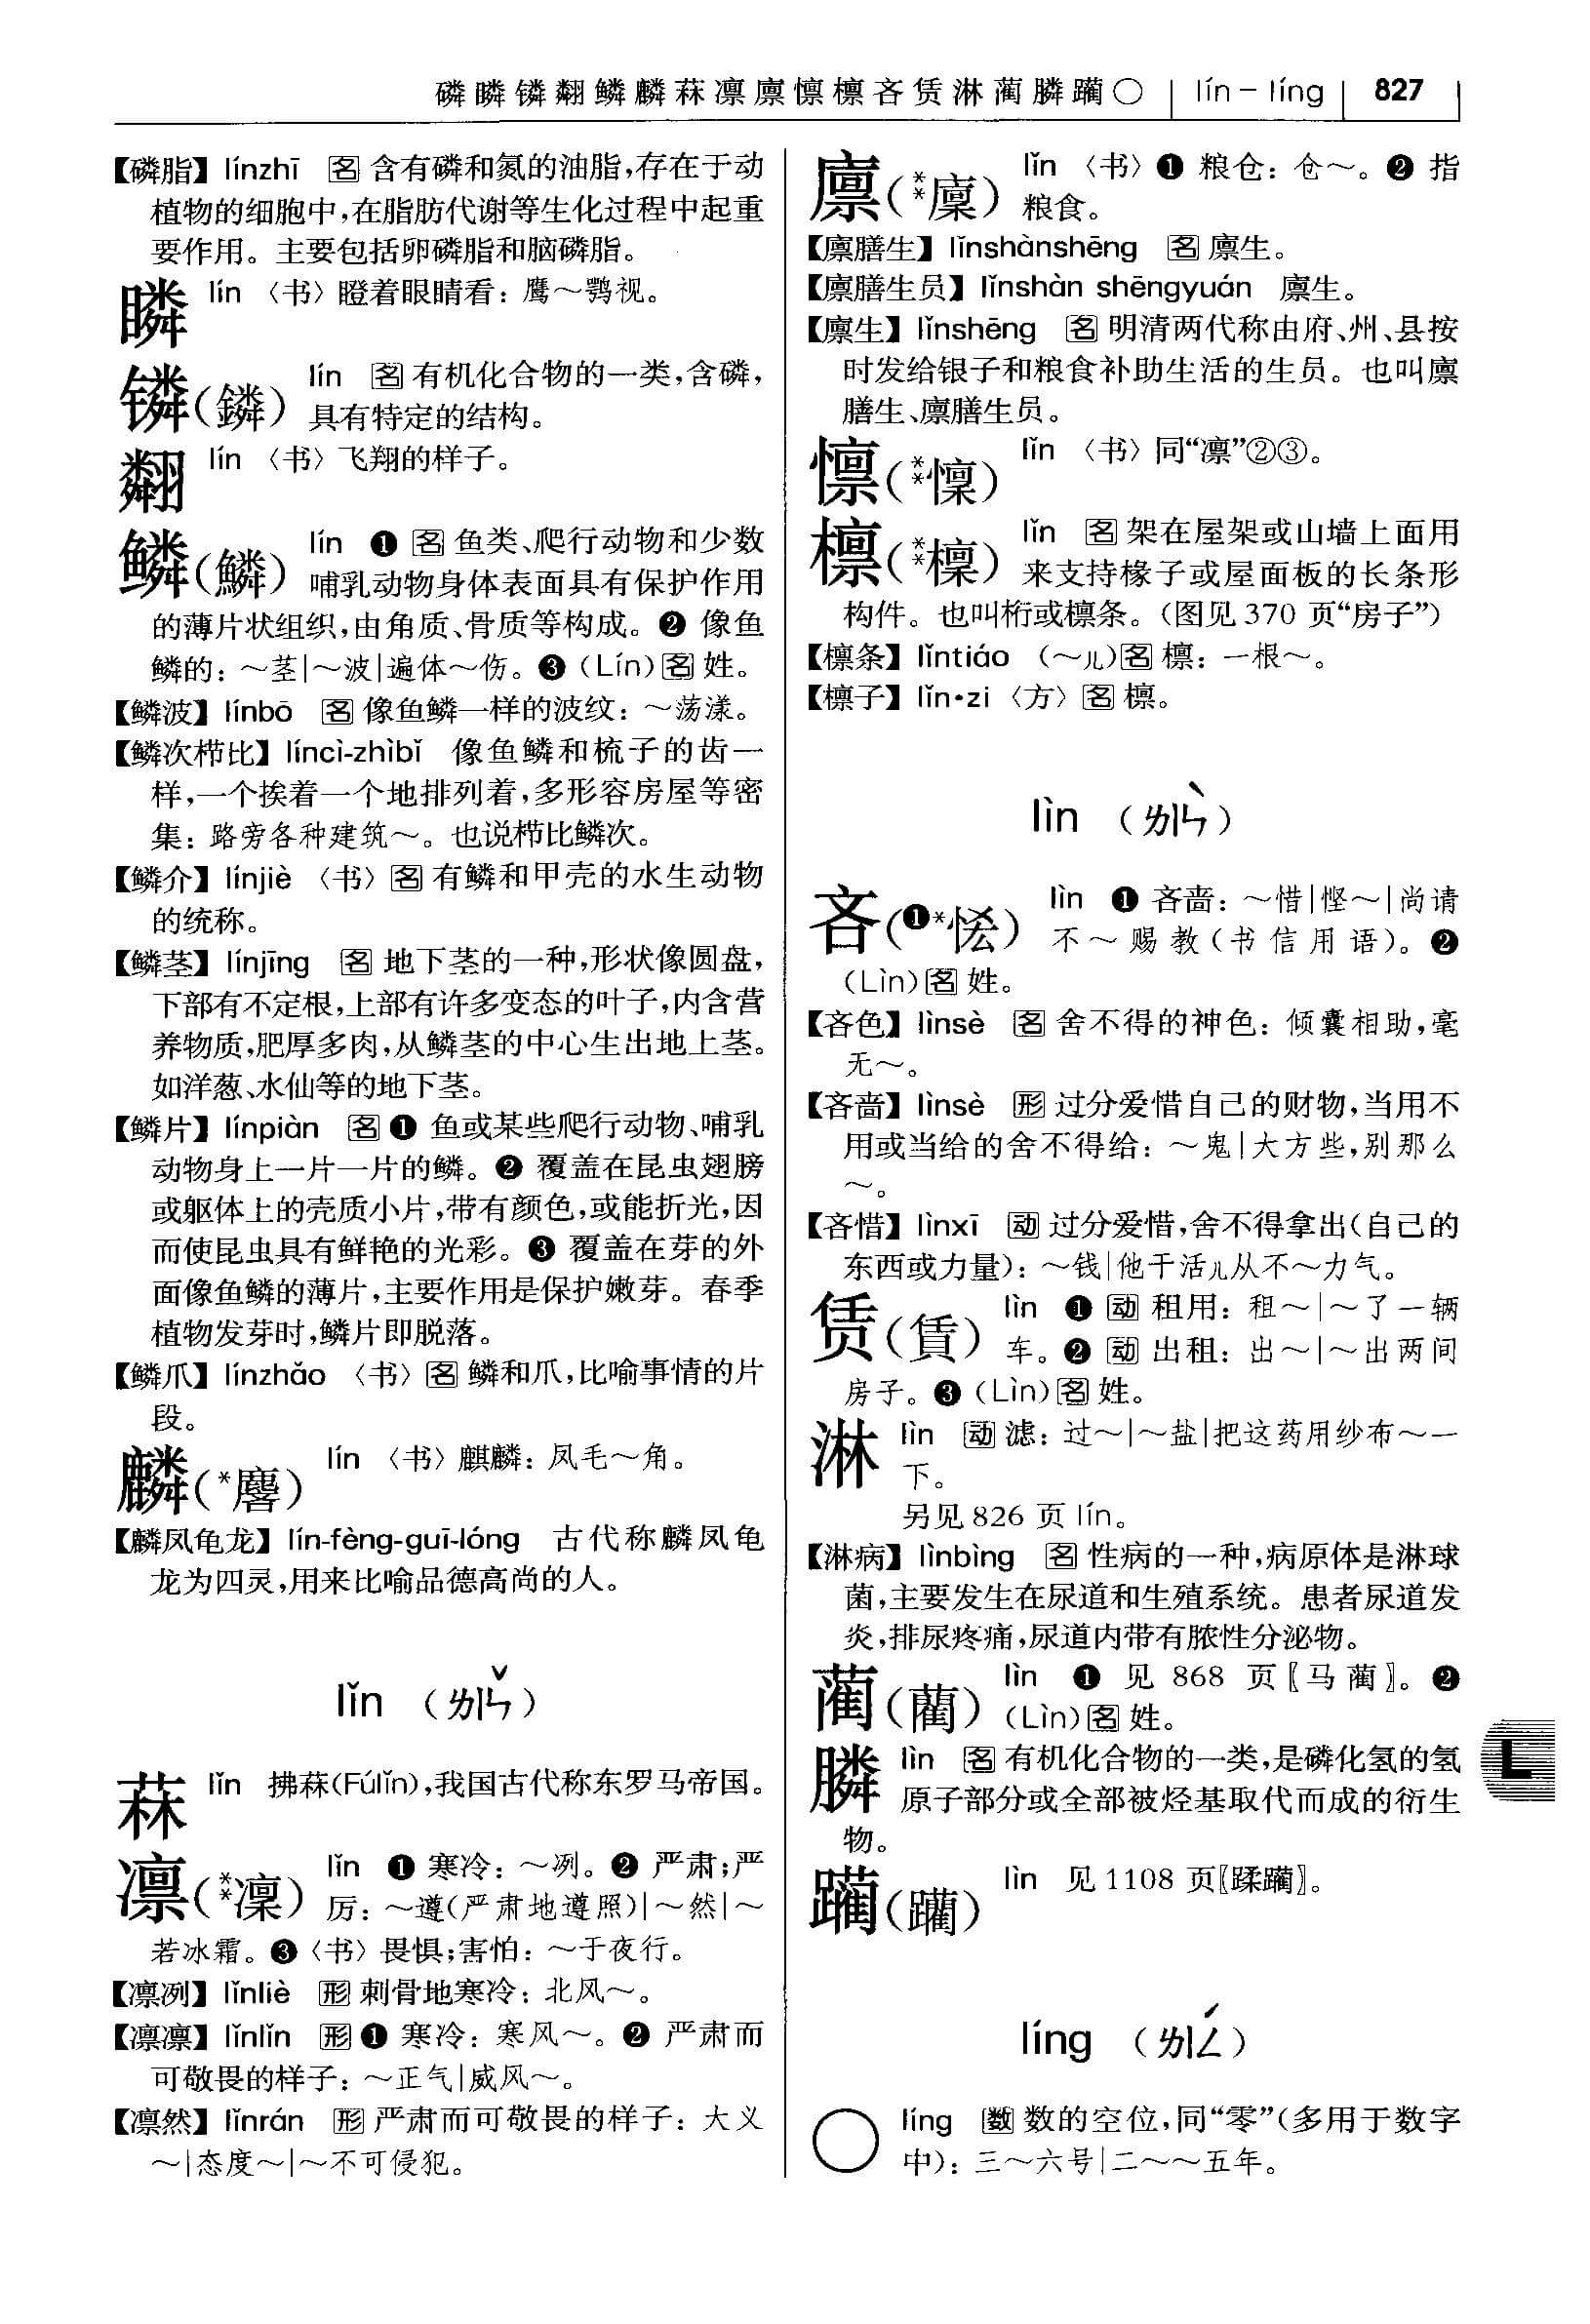 磷瞵長翷鳞麟菻凛廪懔檩吝赁淋蔺膦躏〇 lín－líng 827
【磷脂】línzhī 名 含有磷和氮的油脂，存在于动
植物的细胞中，在脂肪代谢等生化过程中起重
要作用。主要包括卵磷脂和脑磷脂。
瞵 lín 〈书〉瞪着眼睛看：鹰～鹗视。
lín 名 有机化合物的一类，含磷，
(鏻) 具有特定的结构。
翷 lín 〈书〉飞翔的样子。
鳞(鱗) lín ❶ 名 鱼类、爬行动物和少数
哺乳动物身体表面具有保护作用
的薄片状组织，由角质、骨质等构成。❷ 像鱼
鳞的：～茎|～波|遍体～伤。❸（Lín）名 姓。
【鳞波】línbō 名 像鱼鳞一样的波纹：～荡漾。
【鳞次栉比】líncì-zhìbǐ 像鱼鳞和梳子的齿一
样，一个挨着一个地排列着，多形容房屋等密
集：路旁各种建筑～。也说栉比鳞次。
【鳞介】línjiè 〈书〉名 有鳞和甲壳的水生动物
的统称。
【鳞茎】línjīng 名 地下茎的一种，形状像圆盘，
下部有不定根，上部有许多变态的叶子，内含营
养物质，肥厚多肉，从鳞茎的中心生出地上茎。
如洋葱、水仙等的地下茎。
【鳞片】línpiàn 名 ❶ 鱼或某些爬行动物、哺乳
动物身上一片一片的鳞。❷ 覆盖在昆虫翅膀
或躯体上的壳质小片，带有颜色，或能折光，因
而使昆虫具有鲜艳的光彩。❸ 覆盖在芽的外
面像鱼鳞的薄片，主要作用是保护嫩芽。春季
植物发芽时，鳞片即脱落。
【鳞爪】línzhǎo 〈书〉名 鳞和爪，比喻事情的片
段。
麟(*麐) lín 〈书〉麒麟：凤毛～角。
【麟凤龟龙】lín-fèng-guī-lóng 古代称麟凤龟
龙为四灵，用来比喻品德高尚的人。
lǐn （ㄌㄧㄣˇ）
菻 lǐn 拂菻(Fúlǐn)，我国古代称东罗马帝国。
凛(**凜) lǐn ❶ 寒冷：～冽。❷ 严肃；严
厉：～遵（严肃地遵照）|～然|～
若冰霜。❸〈书〉畏惧；害怕：～于夜行。
【凛冽】lǐnliè 形 刺骨地寒冷：北风～。
【凛凛】lǐnlǐn 形 ❶ 寒冷：寒风～。❷ 严肃而
可敬畏的样子：～正气|威风～。
【凛然】lǐnrán 形 严肃而可敬畏的样子：大义
～|态度～|～不可侵犯。
廪(**廩) lǐn 〈书〉❶ 粮仓：仓～。❷ 指
粮食。
【廪膳生】lǐnshànshēng 名 廪生。
【廪膳生员】lǐnshàn shēngyuán 廪生。
【廪生】lǐnshēng 名 明清两代称由府、州、县按
时发给银子和粮食补助生活的生员。也叫廪
膳生、廪膳生员。
懔(**懍) lǐn 〈书〉同“凛”②③。
檩(**檁) lǐn 名 架在屋架或山墙上面用
来支持椽子或屋面板的长条形
构件。也叫桁或檩条。（图见 370 页“房子”）
【檩条】lǐntiáo （～儿）名 檩：一根～。
【檩子】lǐn·zi 〈方〉名 檩。
lìn （ㄌㄧㄣˋ）
吝(❶*恡) lìn ❶ 吝啬：～惜|悭～|尚请
不～赐教（书信用语）。❷
（Lìn）名 姓。
【吝色】lìnsè 名 舍不得的神色：倾囊相助，毫
无～。
【吝啬】lìnsè 形 过分爱惜自己的财物，当用不
用或当给的舍不得给：～鬼|大方些，别那么
～。
【吝惜】lìnxī 动 过分爱惜，舍不得拿出（自己的
东西或力量）：～钱|他干活儿从不～力气。
赁(賃) lìn ❶ 动 租用：租～|～了一辆
车。❷ 动 出租：出～|～出两间
房子。❸（Lìn）名 姓。
淋 lìn 动 滤：过～|～盐|把这药用纱布～一
下。
另见 826 页 lín。
【淋病】lìnbìng 名 性病的一种，病原体是淋球
菌，主要发生在尿道和生殖系统。患者尿道发
炎，排尿疼痛，尿道内带有脓性分泌物。
蔺(藺) lìn ❶ 见 868 页〖马蔺〗。❷
（Lìn）名 姓。
膦 lìn 名 有机化合物的一类，是磷化氢的氢
原子部分或全部被烃基取代而成的衍生
物。
躏(躪) lìn 见 1108 页〖蹂躏〗。
líng （ㄌㄧㄥˊ）
〇 líng 数 数的空位，同“零”（多用于数字
中）：三～六号|二～～五年。
L